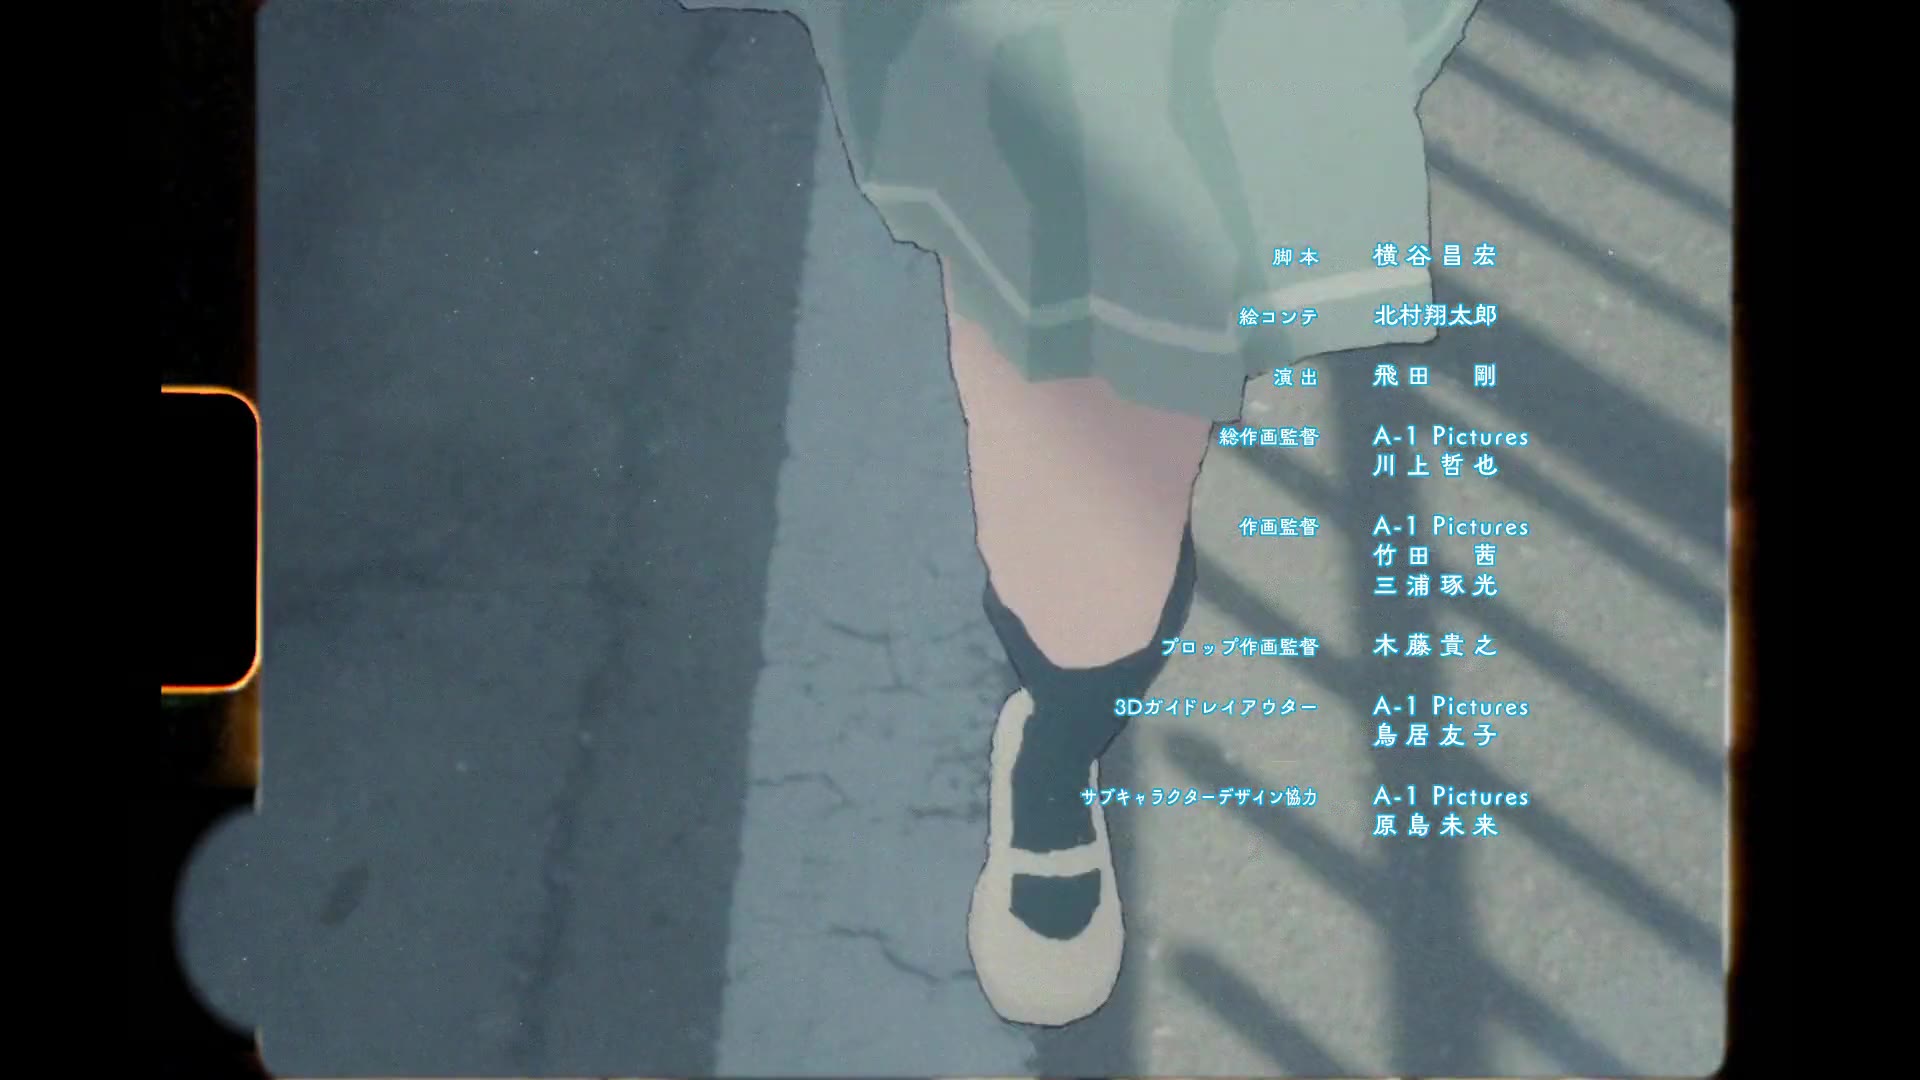 脚本 横谷昌宏
絵コンテ 北村翔太郎
演出 飛田 剛
総作画監督 A-1 Pictures
川上哲也
作画監督 A-1 Pictures
竹田 茜
三浦琢光
プロップ作画監督 木藤貴之
3Dガイドレイアウター A-1 Pictures
鳥居友子
サブキャラクターデザイン協力 A-1 Pictures
原島未来